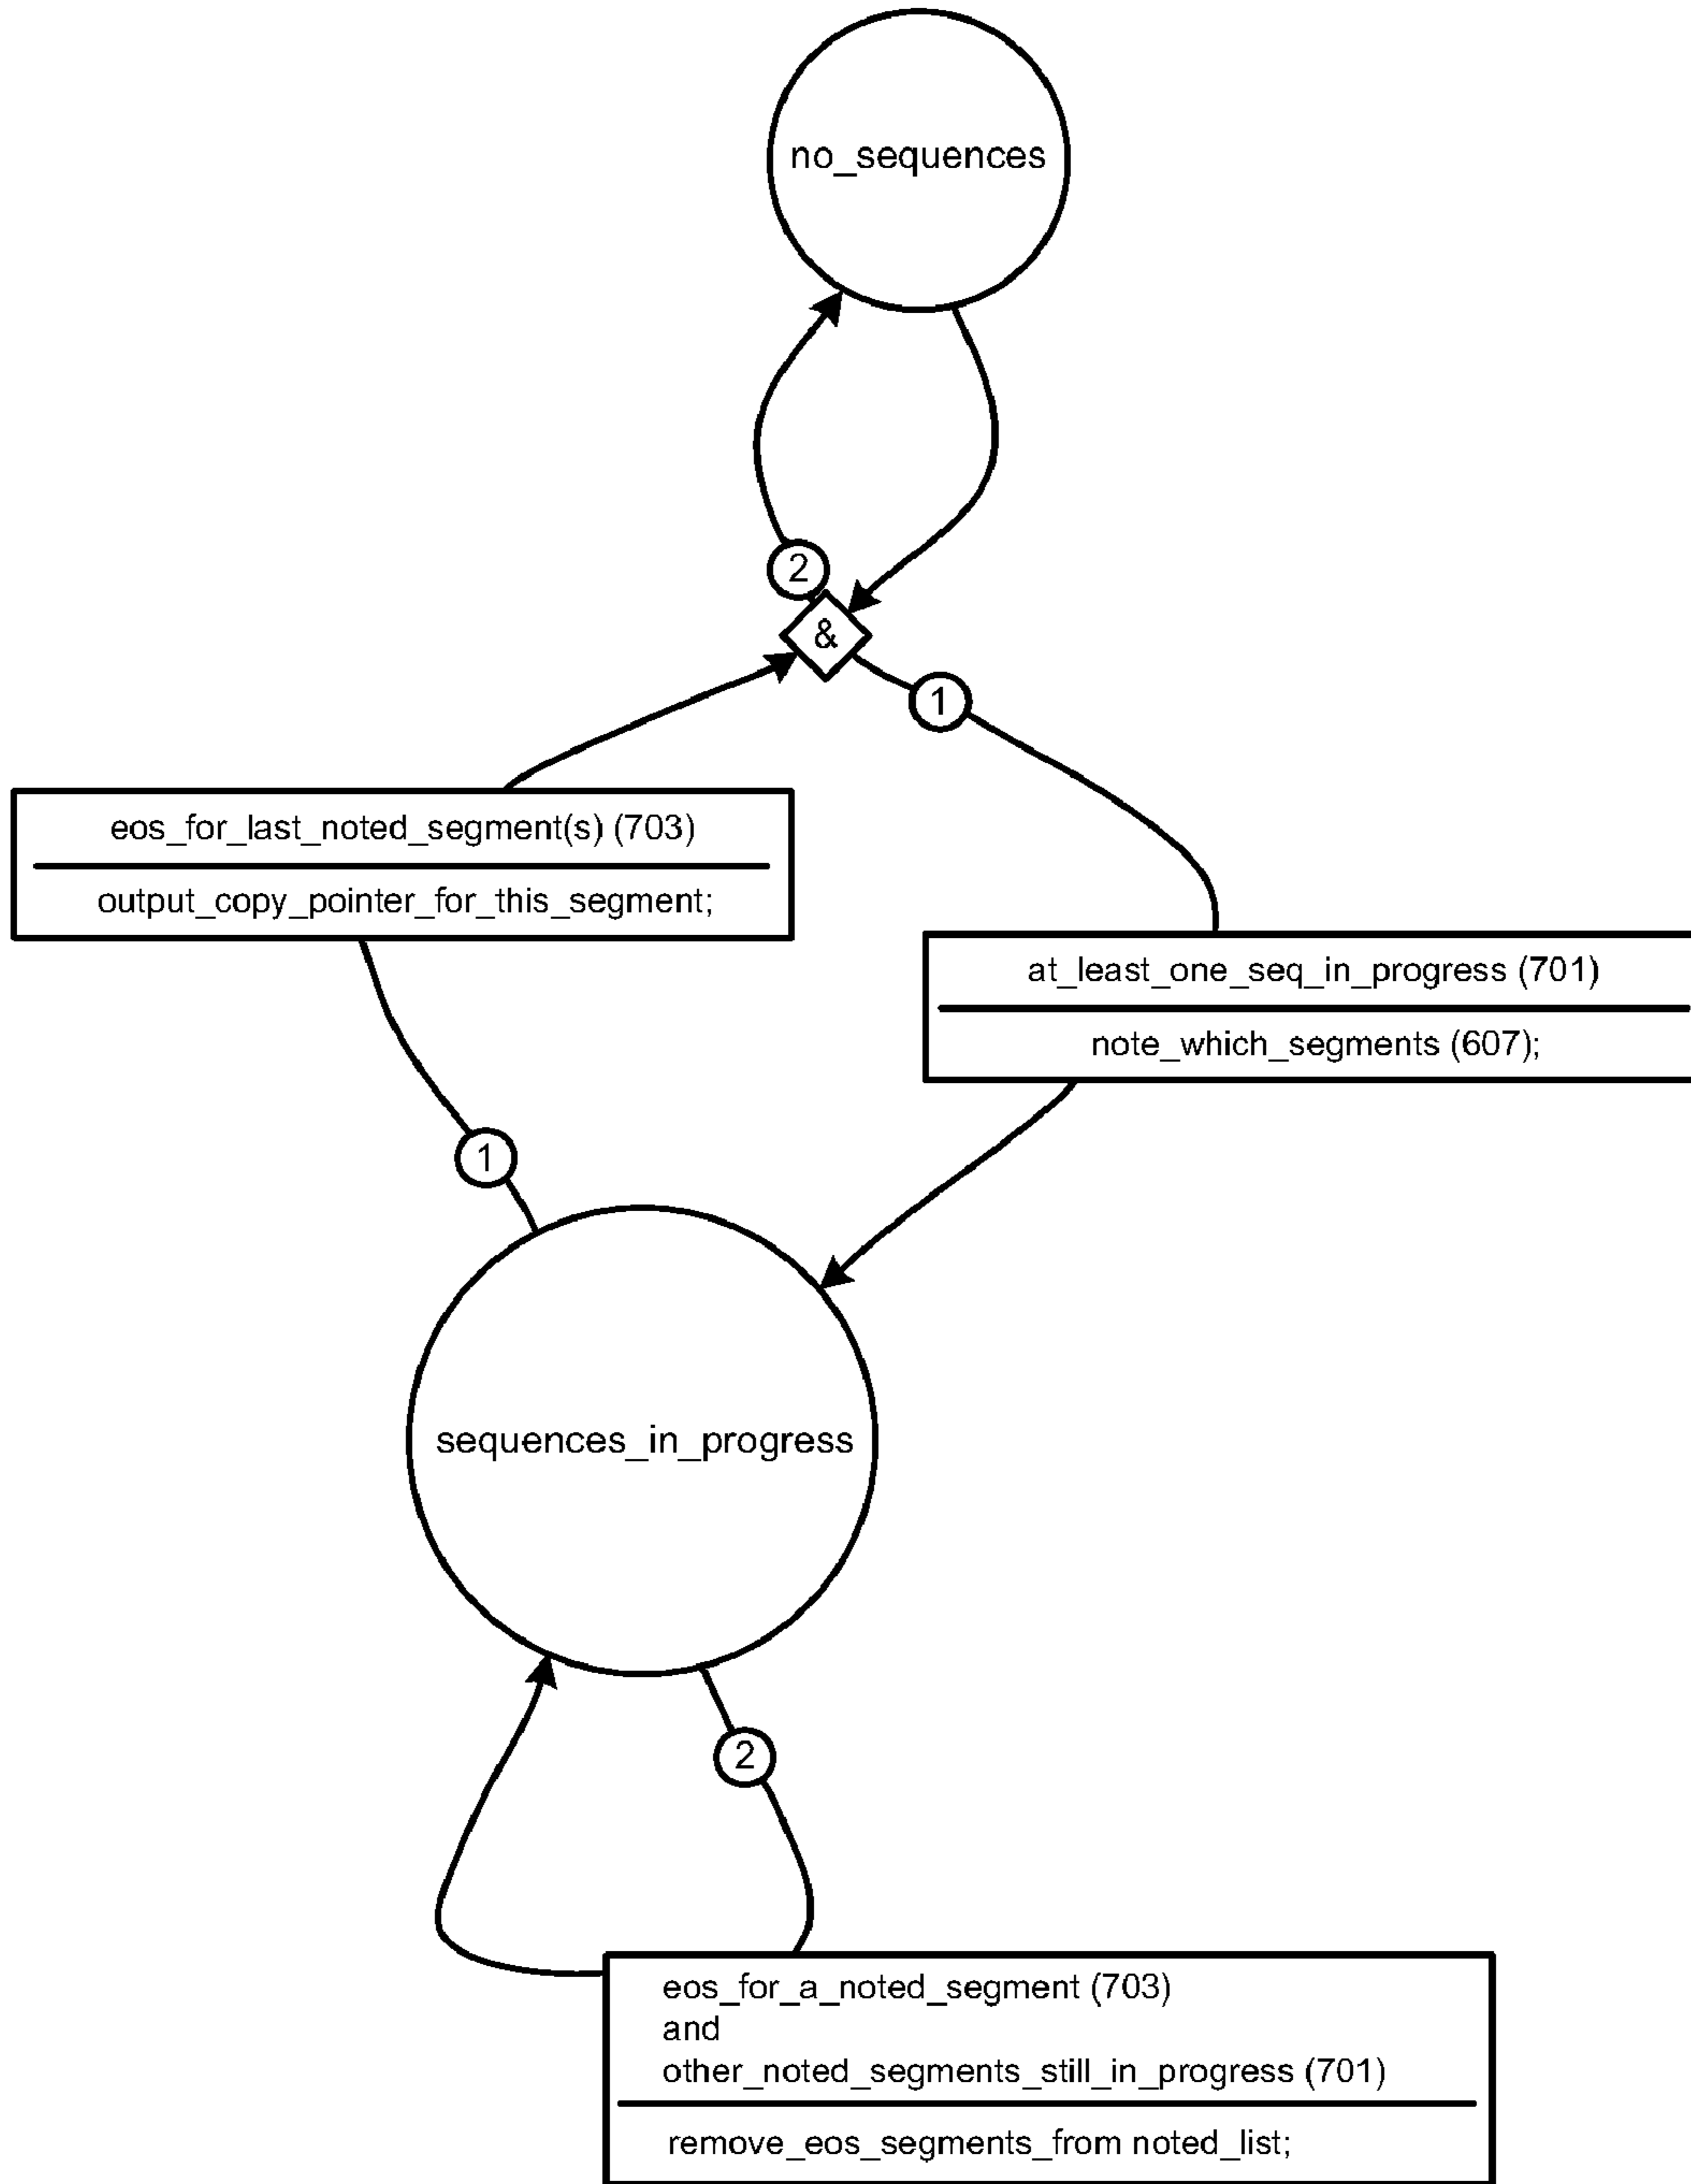 no_sequences
2
&
1
eos_for_last_noted_segment(s) (703)
output_copy_pointer_for_this_segment;
at_least_one_seq_in_progress (701)
note_which_segments (607);
1
sequences_in_progress
2
eos_for_a_noted_segment (703)
and
other_noted_segments_still_in_progress (701)
remove_eos_segments_from noted_list;